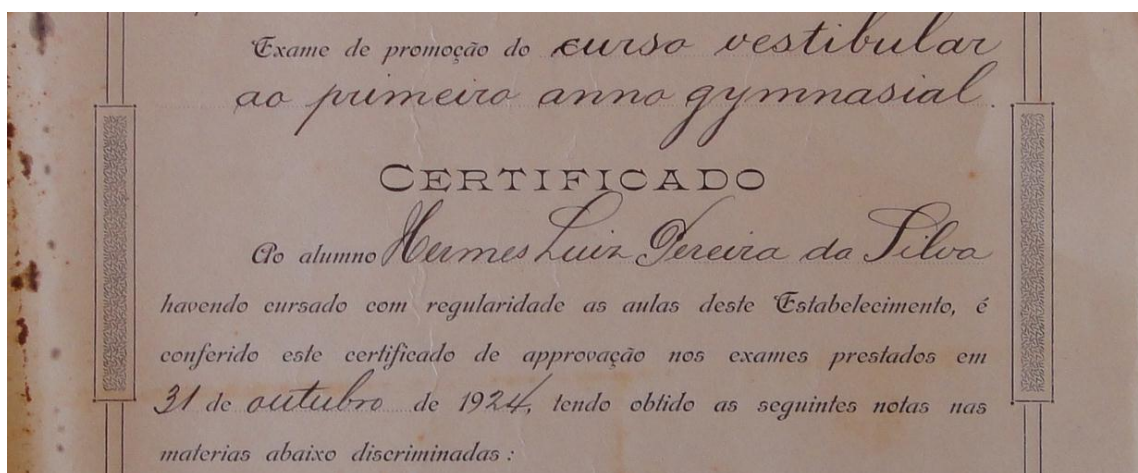 Exame de promoção do curso vestibular
ao primeiro anno gymnasial.
CERTIFICADO
Ao alumno Hermes Luiz Pereira da Silva
havendo cursado com regularidade as aulas deste Estabelecimento, é
conferido este certificado de approvação nos exames prestados em
31 de outubro de 1924, tendo obtido as seguintes notas nas
materias abaixo discriminadas :